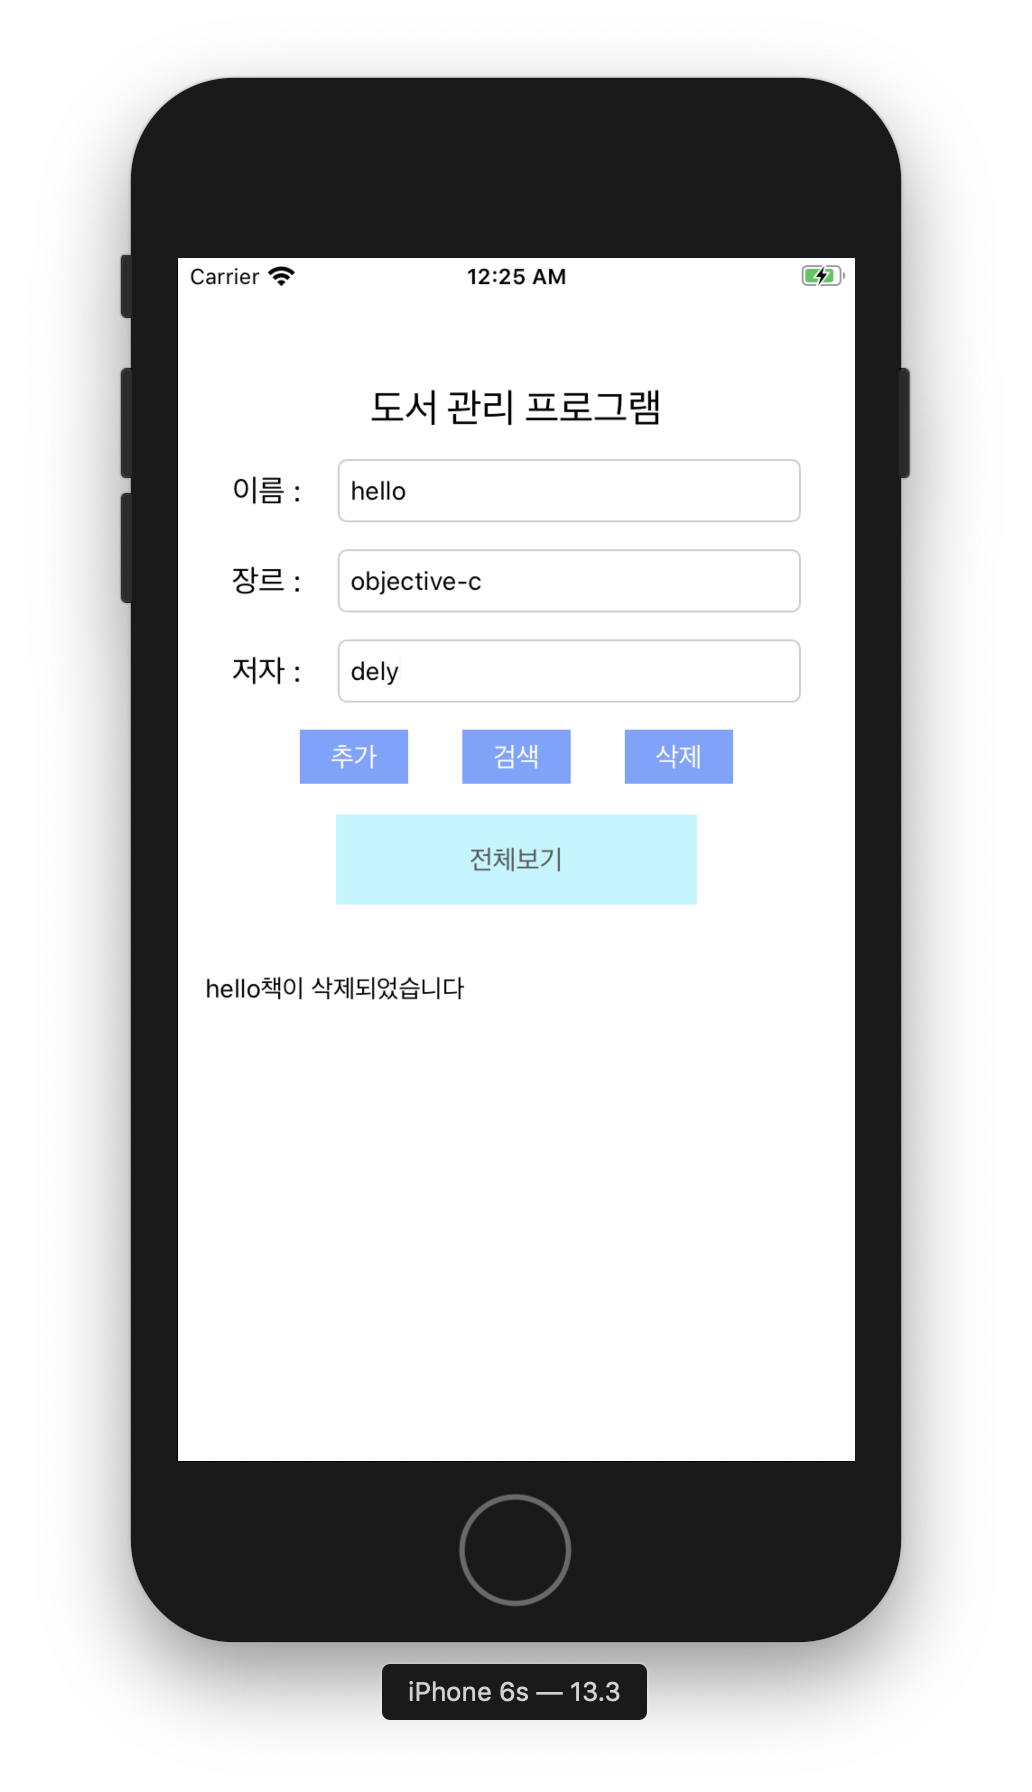 Carrier 12:25 AM
도서 관리 프로그램
이름 : hello
장르 : objective-c
저자 : dely
추가 검색 삭제
전체보기
hello책이 삭제되었습니다
iPhone 6s — 13.3